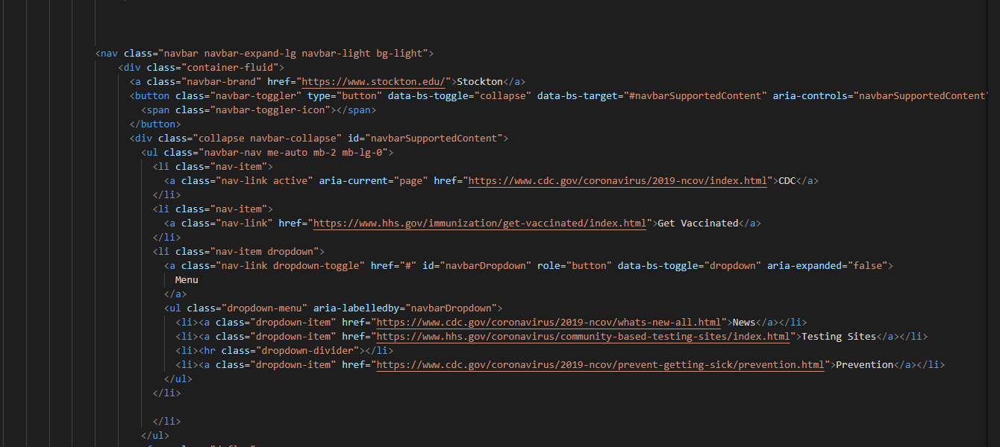 <nav class="navbar navbar-expand-lg navbar-light bg-light">
<div class="container-fluid">
<a class="navbar-brand" href="https://www.stockton.edu/">Stockton</a>
<button class="navbar-toggler" type="button" data-bs-toggle="collapse" data-bs-target="#navbarSupportedContent" aria-controls="navbarSupportedContent"
<span class="navbar-toggler-icon"></span>
</button>
<div class="collapse navbar-collapse" id="navbarSupportedContent">
<ul class="navbar-nav me-auto mb-2 mb-lg-0">
<li class="nav-item">
<a class="nav-link active" aria-current="page" href="https://www.cdc.gov/coronavirus/2019-ncov/index.html">CDC</a>
</li>
<li class="nav-item">
<a class="nav-link" href="https://www.hhs.gov/immunization/get-vaccinated/index.html">Get Vaccinated</a>
</li>
<li class="nav-item dropdown">
<a class="nav-link dropdown-toggle" href="#" id="navbarDropdown" role="button" data-bs-toggle="dropdown" aria-expanded="false">
Menu
</a>
<ul class="dropdown-menu" aria-labelledby="navbarDropdown">
<li><a class="dropdown-item" href="https://www.cdc.gov/coronavirus/2019-ncov/whats-new-all.html">News</a></li>
<li><a class="dropdown-item" href="https://www.hhs.gov/coronavirus/community-based-testing-sites/index.html">Testing Sites</a></li>
<li><hr class="dropdown-divider"></li>
<li><a class="dropdown-item" href="https://www.cdc.gov/coronavirus/2019-ncov/prevent-getting-sick/prevention.html">Prevention</a></li>
</ul>
</li>
</li>
</ul>